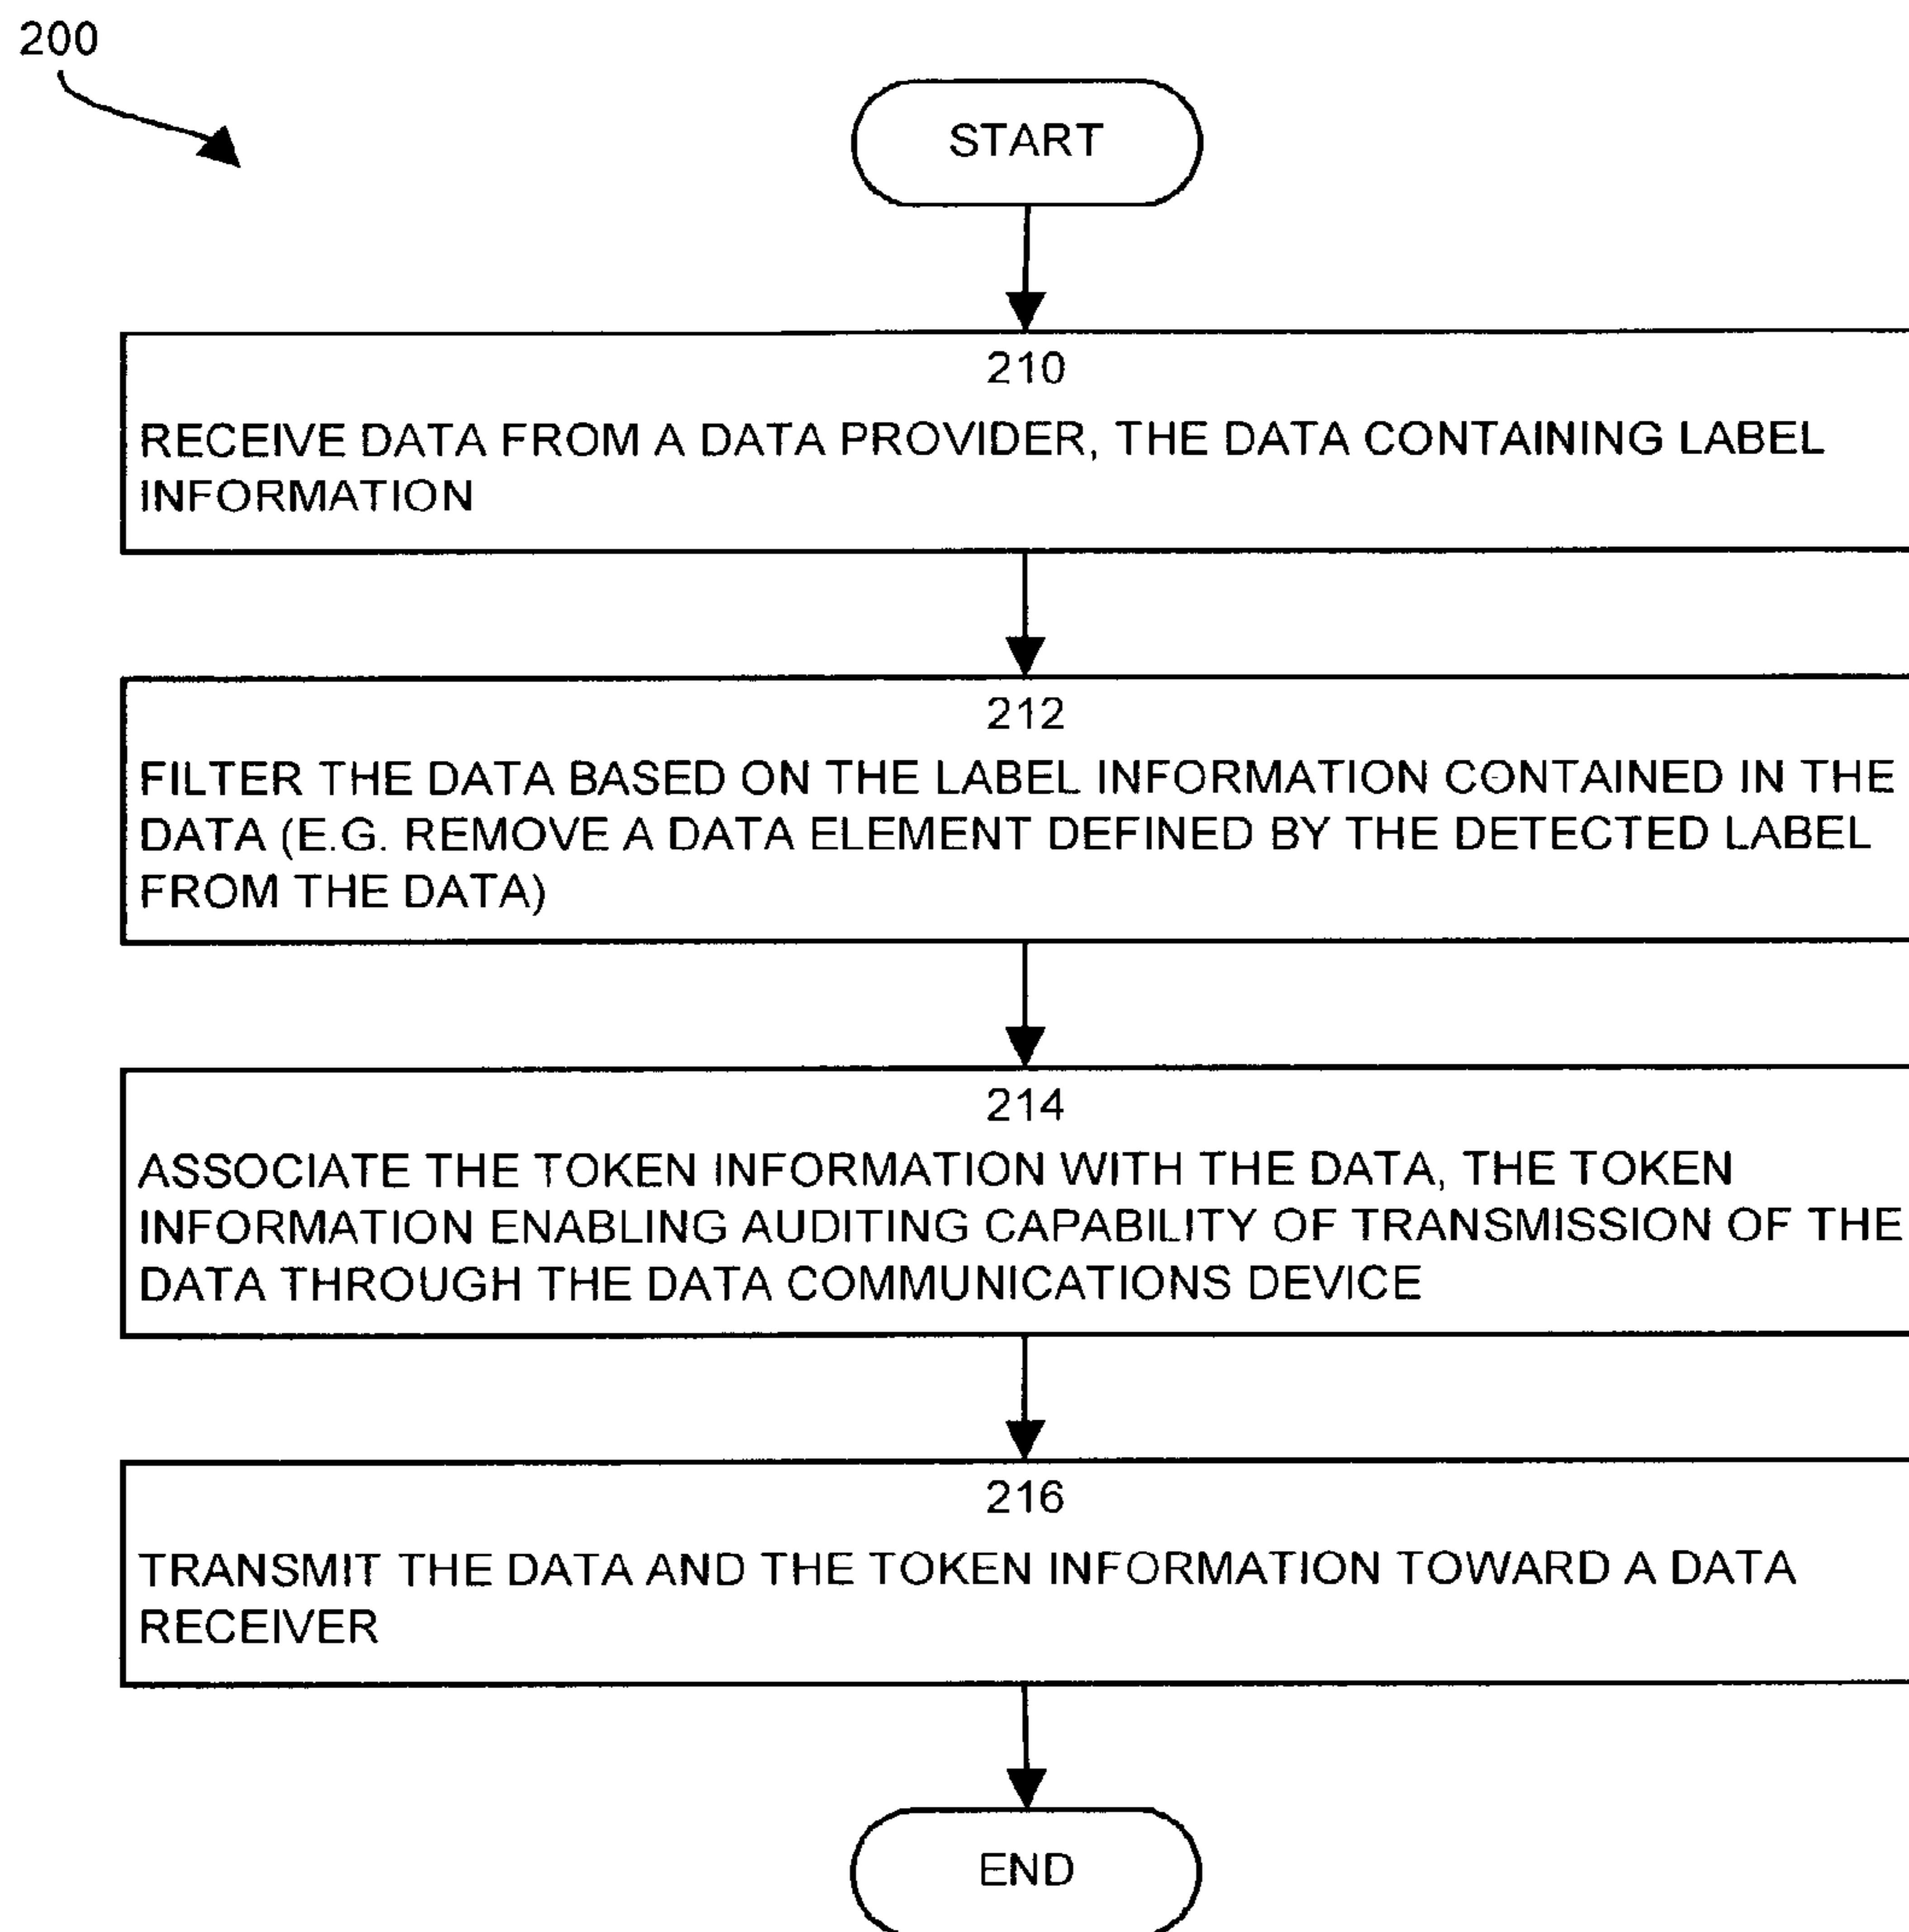 200
START
210
RECEIVE DATA FROM A DATA PROVIDER, THE DATA CONTAINING LABEL
INFORMATION
212
FILTER THE DATA BASED ON THE LABEL INFORMATION CONTAINED IN THE
DATA (E.G. REMOVE A DATA ELEMENT DEFINED BY THE DETECTED LABEL
FROM THE DATA)
214
ASSOCIATE THE TOKEN INFORMATION WITH THE DATA, THE TOKEN
INFORMATION ENABLING AUDITING CAPABILITY OF TRANSMISSION OF THE
DATA THROUGH THE DATA COMMUNICATIONS DEVICE
216
TRANSMIT THE DATA AND THE TOKEN INFORMATION TOWARD A DATA
RECEIVER
END